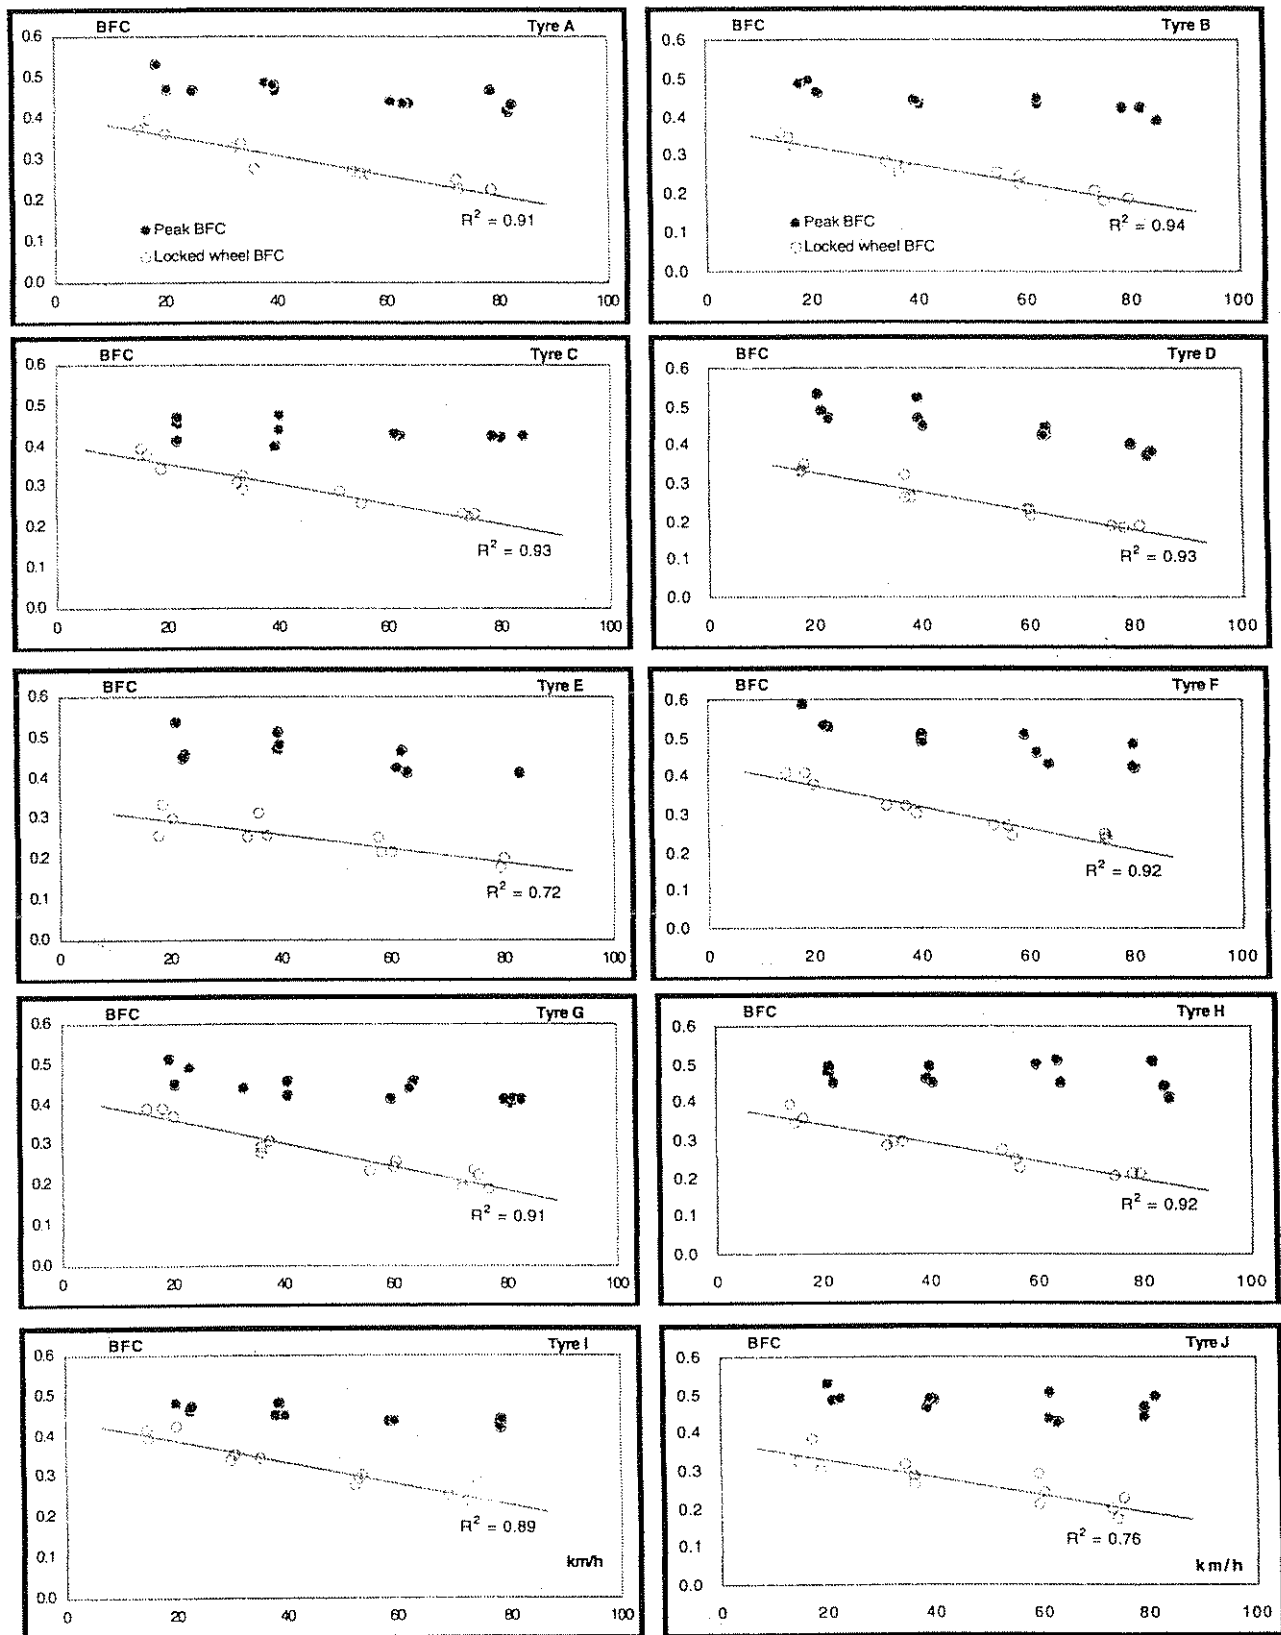 BFC Tyre A
0.6
0.5
0.4
0.3
0.2
0.1
0.0
R² = 0.91
Peak BFC
Locked wheel BFC
0 20 40 60 80 100
BFC Tyre B
0.6
0.5
0.4
0.3
0.2
0.1
0.0
R² = 0.94
Peak BFC
Locked wheel BFC
0 20 40 60 80 100
BFC Tyre C
0.6
0.5
0.4
0.3
0.2
0.1
0.0
R² = 0.93
0 20 40 60 80 100
BFC Tyre D
0.6
0.5
0.4
0.3
0.2
0.1
0.0
R² = 0.93
0 20 40 60 80 100
BFC Tyre E
0.6
0.5
0.4
0.3
0.2
0.1
0.0
R² = 0.72
0 20 40 60 80 100
BFC Tyre F
0.6
0.5
0.4
0.3
0.2
0.1
0.0
R² = 0.92
0 20 40 60 80 100
BFC Tyre G
0.6
0.5
0.4
0.3
0.2
0.1
0.0
R² = 0.91
0 20 40 60 80 100
BFC Tyre H
0.6
0.5
0.4
0.3
0.2
0.1
0.0
R² = 0.92
0 20 40 60 80 100
BFC Tyre I
0.6
0.5
0.4
0.3
0.2
0.1
0.0
R² = 0.89
km/h
0 20 40 60 80 100
BFC Tyre J
0.6
0.5
0.4
0.3
0.2
0.1
0.0
R² = 0.76
km/h
0 20 40 60 80 100